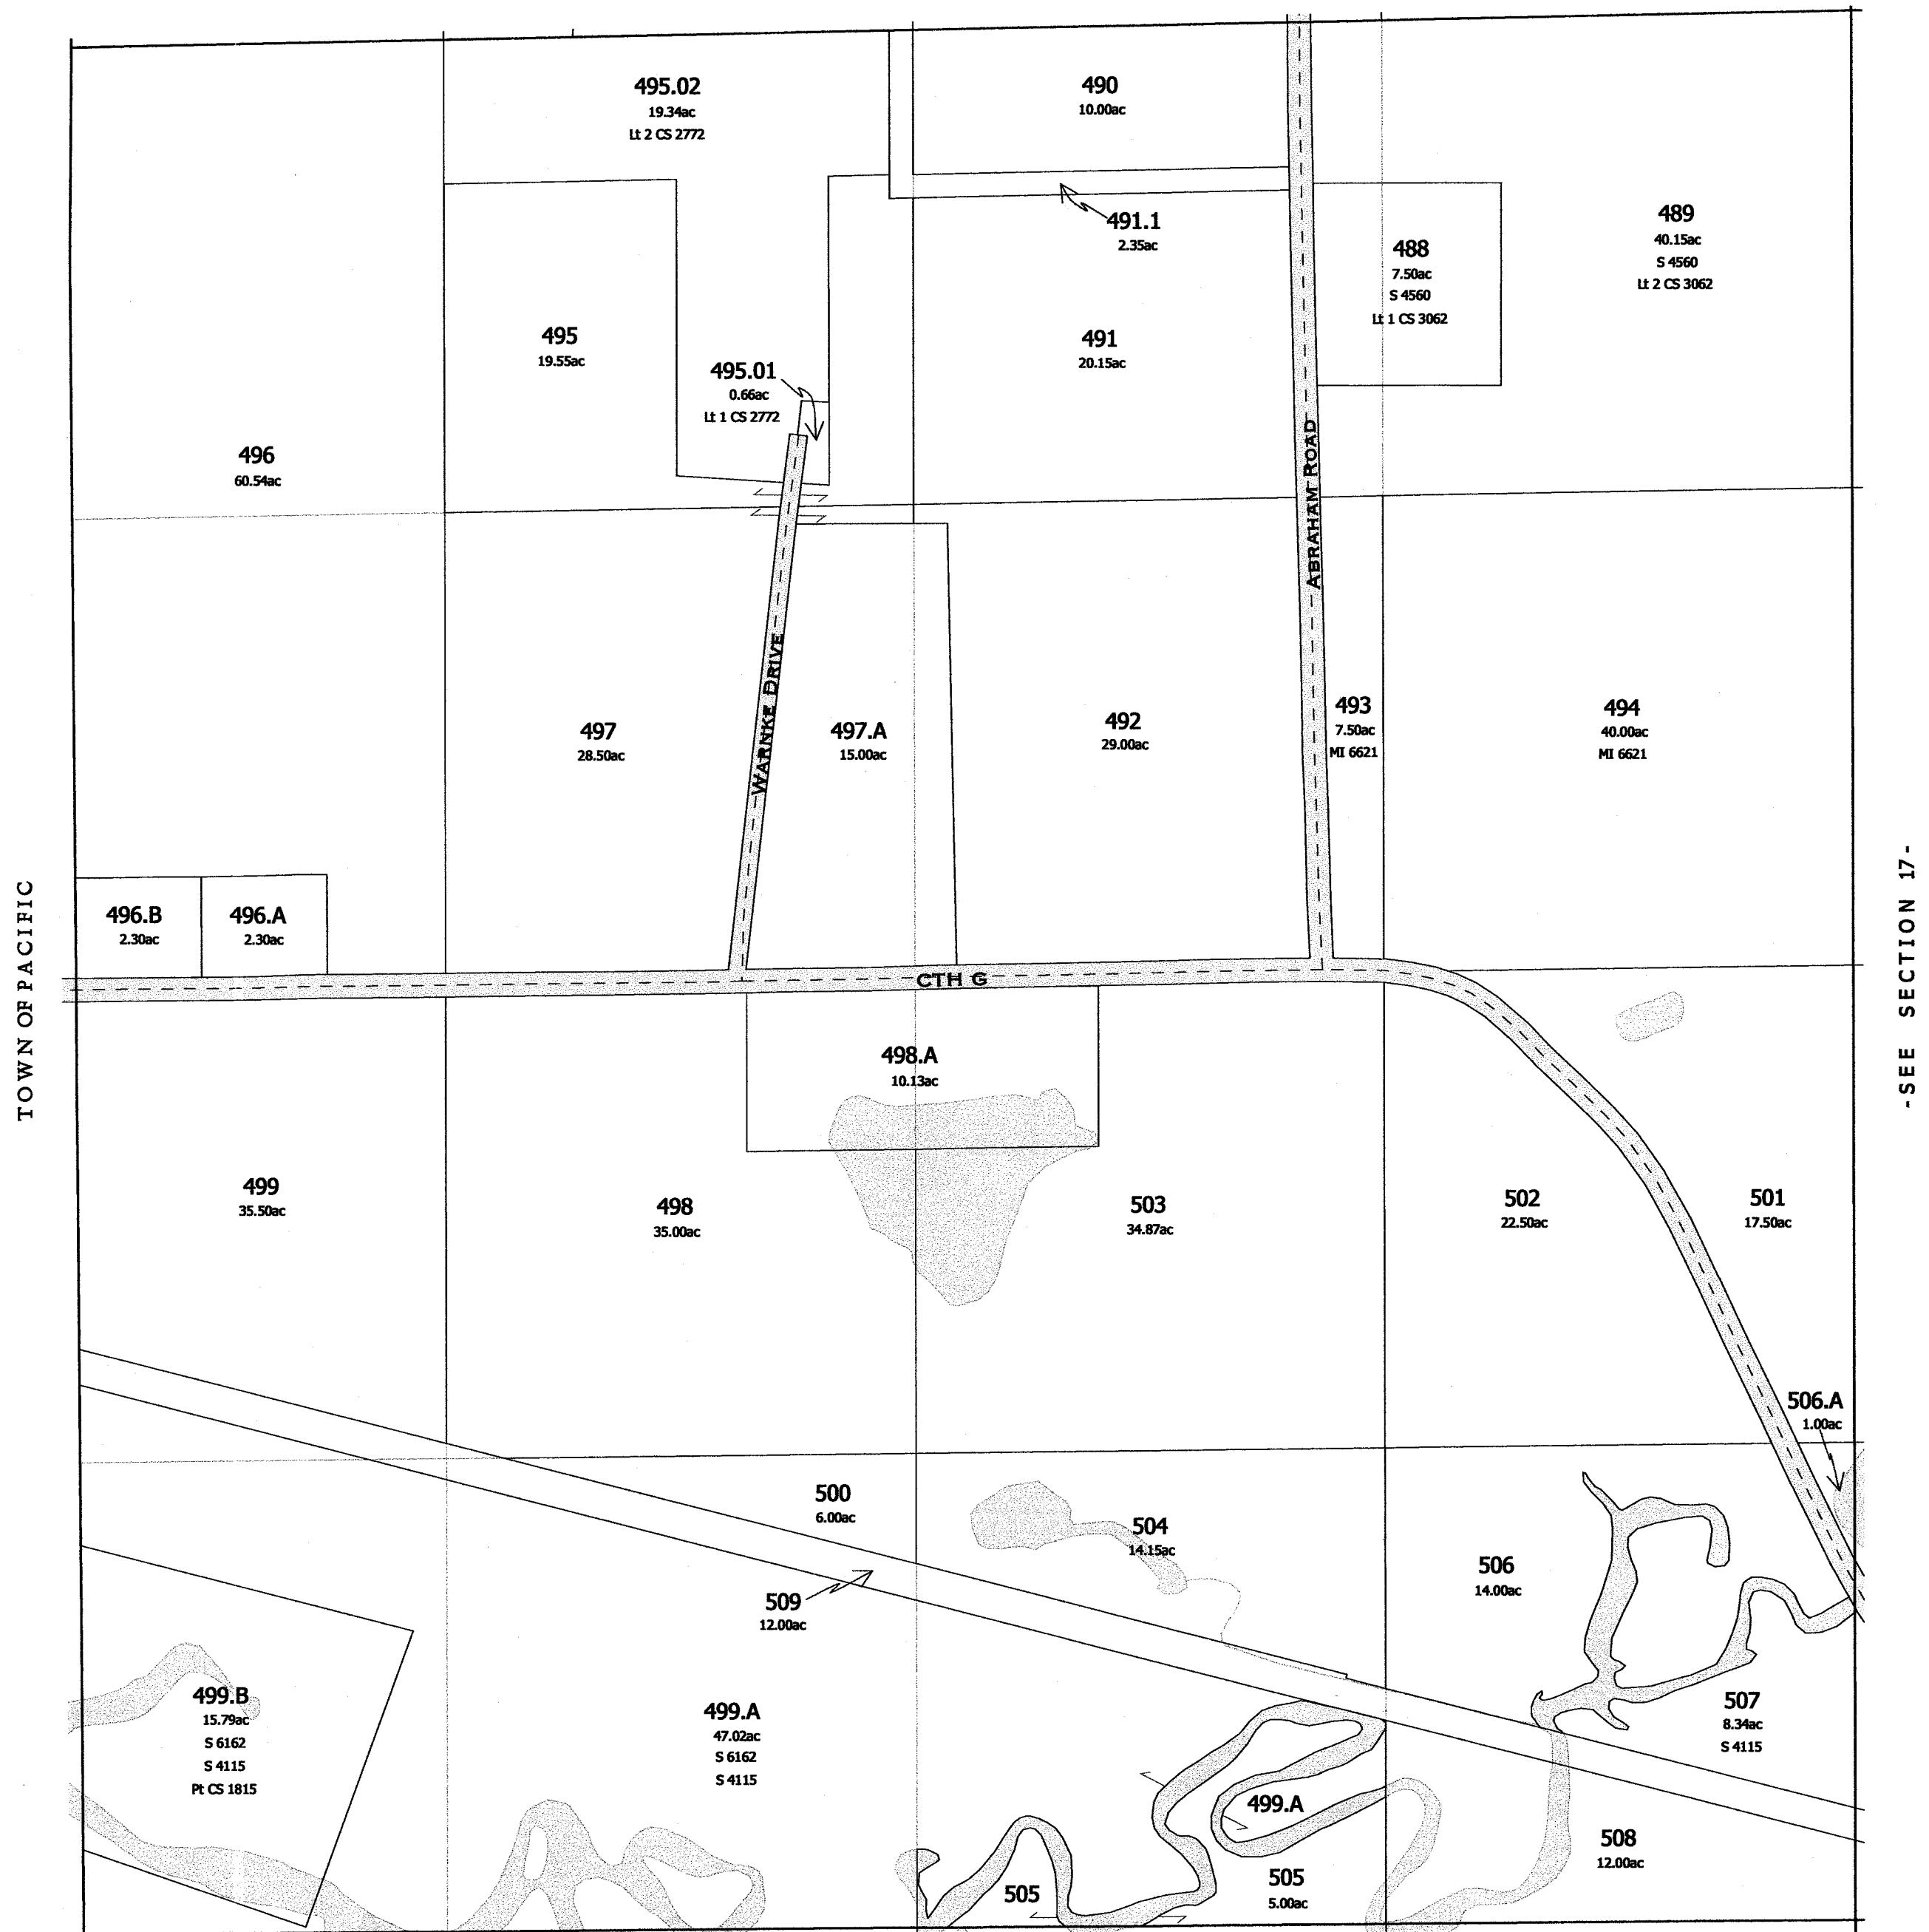 495.02
19.34ac
Lt 2 CS 2772
490
10.00ac
491.1
2.35ac
488
7.50ac
S 4560
Lt 1 CS 3062
489
40.15ac
S 4560
Lt 2 CS 3062
495
19.55ac
495.01
0.66ac
Lt 1 CS 2772
491
20.15ac
496
60.54ac
ABRAHAM ROAD
WARNKE DRIVE
497
28.50ac
497.A
15.00ac
492
29.00ac
493
7.50ac
MI 6621
494
40.00ac
MI 6621
496.B
2.30ac
496.A
2.30ac
TOWN OF PACIFIC
-SEE SECTION 17-
CTH G
498.A
10.13ac
499
35.50ac
498
35.00ac
503
34.87ac
502
22.50ac
501
17.50ac
506.A
1.00ac
500
6.00ac
504
14.15ac
506
14.00ac
509
12.00ac
499.B
15.79ac
S 6162
S 4115
Pt CS 1815
499.A
47.02ac
S 6162
S 4115
507
8.34ac
S 4115
499.A
508
12.00ac
505
505
5.00ac